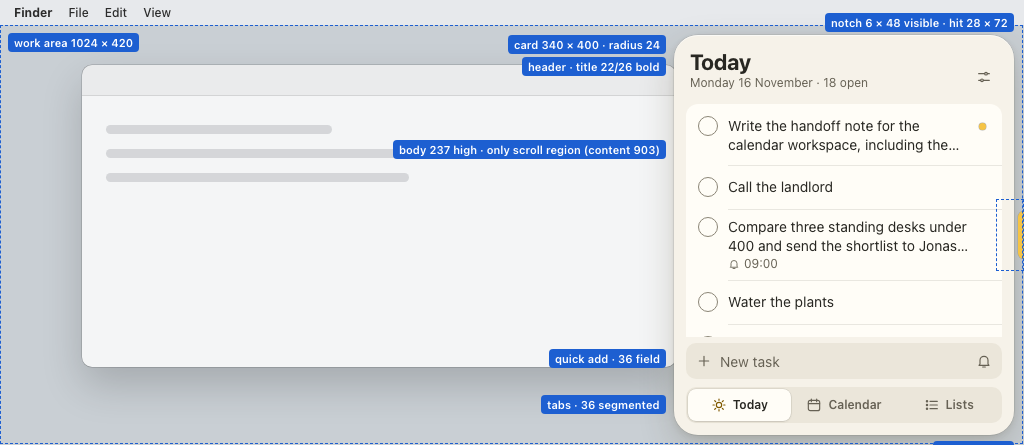 Finder File Edit View
notch 6 × 48 visible · hit 28 × 72
work area 1024 × 420
card 340 × 400 · radius 24
header · title 22/26 bold
Today
Monday 16 November · 18 open
Write the handoff note for the
calendar workspace, including the...
body 237 high · only scroll region (content 903)
Call the landlord
Compare three standing desks under
400 and send the shortlist to Jonas...
09:00
Water the plants
quick add · 36 field
New task
tabs · 36 segmented
Today Calendar Lists